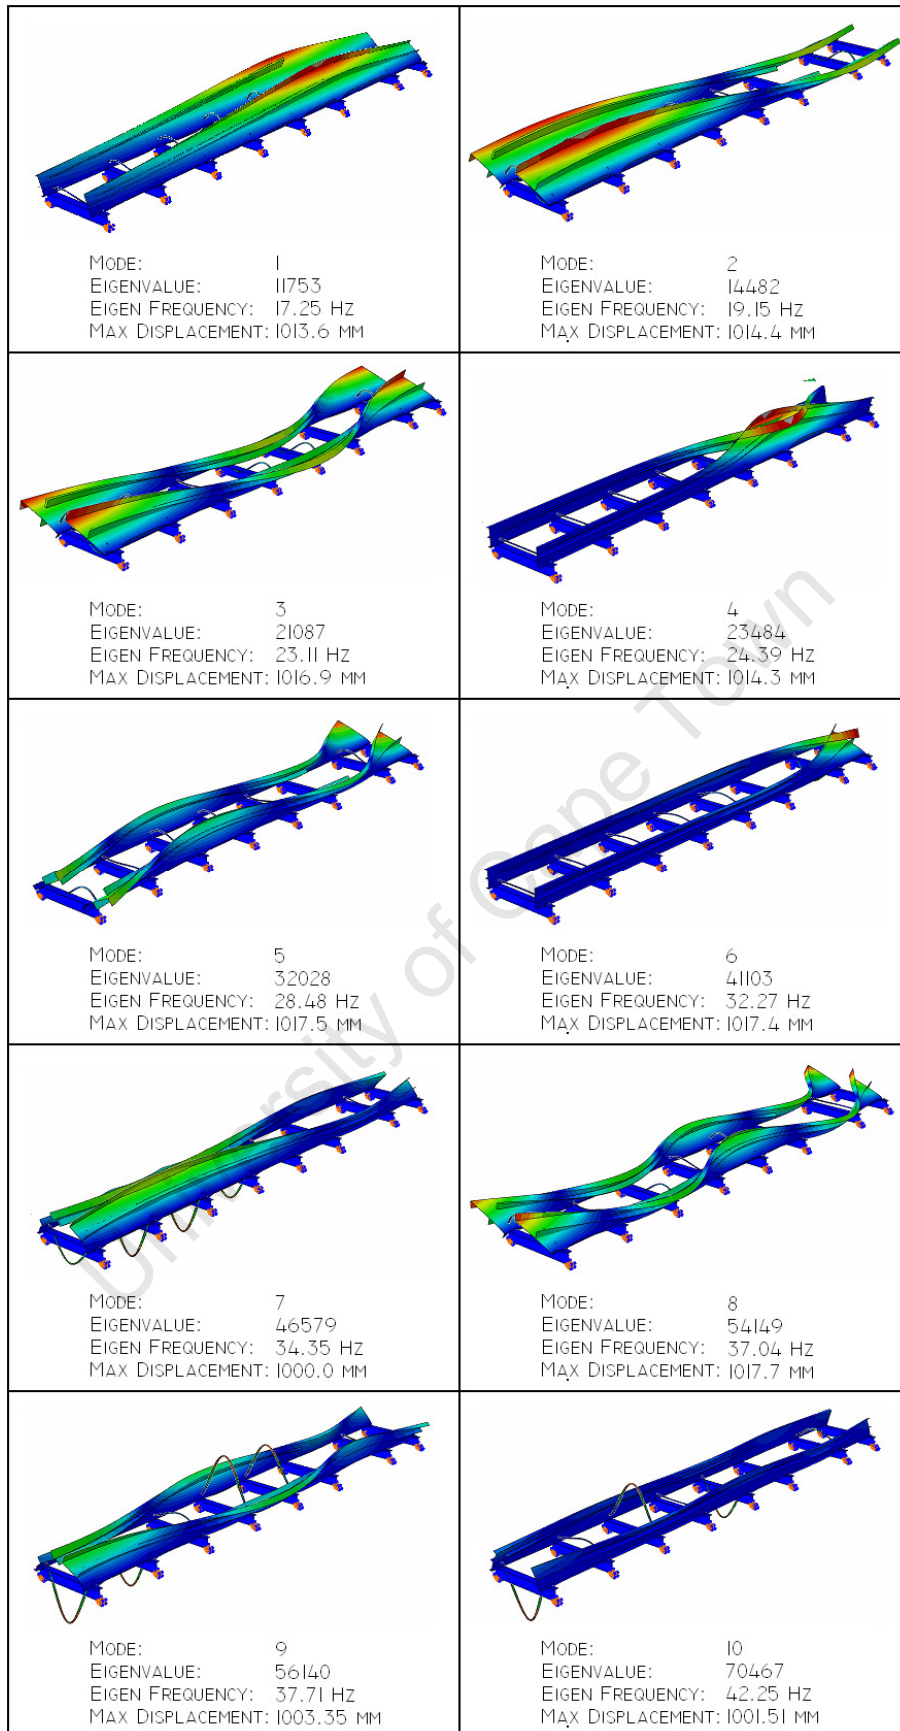 MODE: 1
EIGENVALUE: 11753
EIGEN FREQUENCY: 17.25 HZ
MAX DISPLACEMENT: 1013.6 MM
MODE: 2
EIGENVALUE: 14482
EIGEN FREQUENCY: 19.15 HZ
MAX DISPLACEMENT: 1014.4 MM
MODE: 3
EIGENVALUE: 21087
EIGEN FREQUENCY: 23.11 HZ
MAX DISPLACEMENT: 1016.9 MM
MODE: 4
EIGENVALUE: 23484
EIGEN FREQUENCY: 24.39 HZ
MAX DISPLACEMENT: 1014.3 MM
MODE: 5
EIGENVALUE: 32028
EIGEN FREQUENCY: 28.48 HZ
MAX DISPLACEMENT: 1017.5 MM
MODE: 6
EIGENVALUE: 41103
EIGEN FREQUENCY: 32.27 HZ
MAX DISPLACEMENT: 1017.4 MM
MODE: 7
EIGENVALUE: 46579
EIGEN FREQUENCY: 34.35 HZ
MAX DISPLACEMENT: 1000.0 MM
MODE: 8
EIGENVALUE: 54149
EIGEN FREQUENCY: 37.04 HZ
MAX DISPLACEMENT: 1017.7 MM
MODE: 9
EIGENVALUE: 56140
EIGEN FREQUENCY: 37.71 HZ
MAX DISPLACEMENT: 1003.35 MM
MODE: 10
EIGENVALUE: 70467
EIGEN FREQUENCY: 42.25 HZ
MAX DISPLACEMENT: 1001.51 MM
University of Cape Town